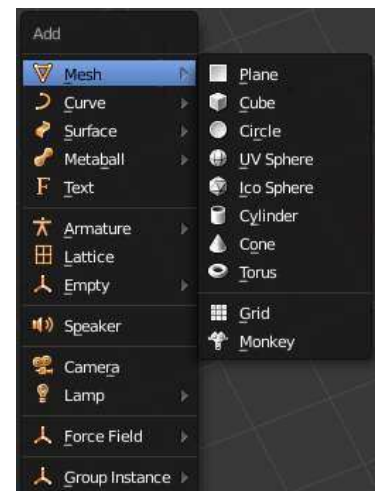 Add
Mesh
Curve
Surface
Metaball
Text
Armature
Lattice
Empty
Speaker
Camera
Lamp
Force Field
Group Instance
Plane
Cube
Circle
UV Sphere
Ico Sphere
Cylinder
Cone
Torus
Grid
Monkey